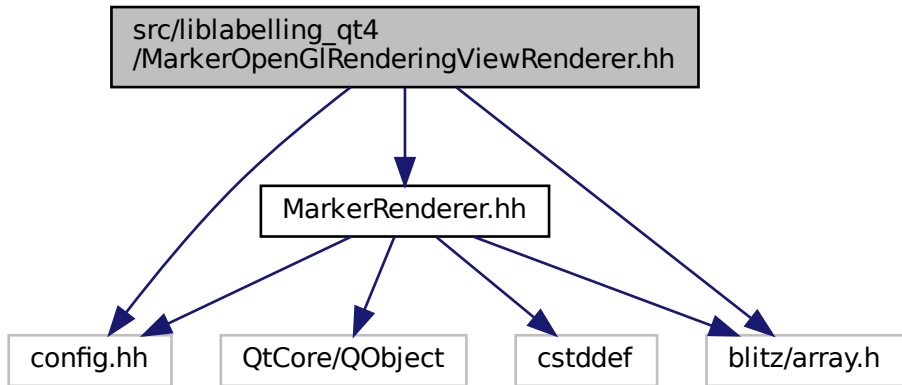 src/liblabelling_qt4
/MarkerOpenGlRenderingViewRenderer.hh
MarkerRenderer.hh
config.hh
QtCore/QObject
cstddef
blitz/array.h